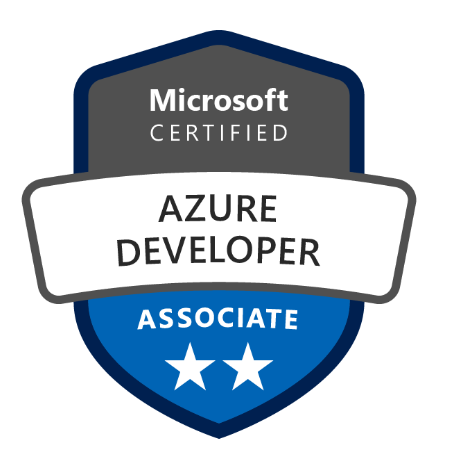 Microsoft
CERTIFIED
AZURE
DEVELOPER
ASSOCIATE